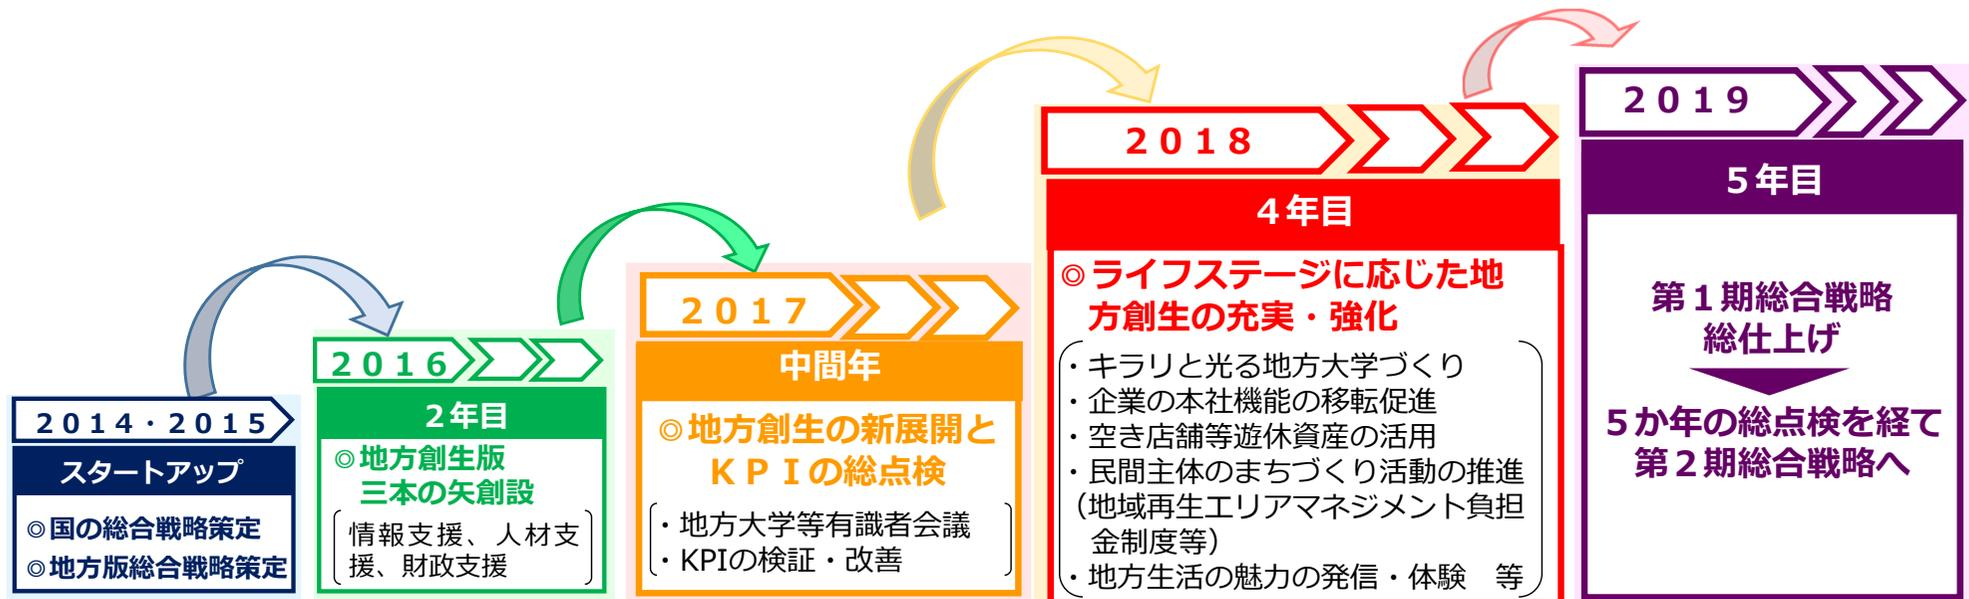 ２０１４・２０１５
スタートアップ
◎国の総合戦略策定
◎地方版総合戦略策定
２０１６
２年目
◎地方創生版
三本の矢創設
情報支援、人材支
援、財政支援
２０１７
中間年
◎地方創生の新展開と
ＫＰＩの総点検
・地方大学等有識者会議
・KPIの検証・改善
２０１８
４年目
◎ライフステージに応じた地
方創生の充実・強化
・キラリと光る地方大学づくり
・企業の本社機能の移転促進
・空き店舗等遊休資産の活用
・民間主体のまちづくり活動の推進
（地域再生エリアマネジメント負担
金制度等）
・地方生活の魅力の発信・体験　等
２０１９
５年目
第１期総合戦略
総仕上げ
５か年の総点検を経て
第２期総合戦略へ